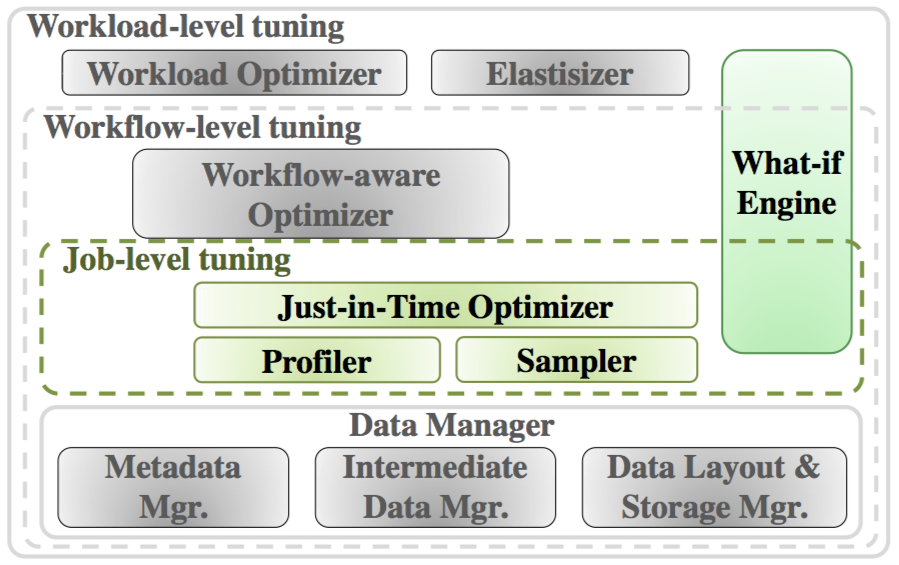 Workload-level tuning
Workload Optimizer
Elastisizer
Workflow-level tuning
Workflow-aware
Optimizer
What-if
Engine
Job-level tuning
Just-in-Time Optimizer
Profiler
Sampler
Data Manager
Metadata
Mgr.
Intermediate
Data Mgr.
Data Layout &
Storage Mgr.